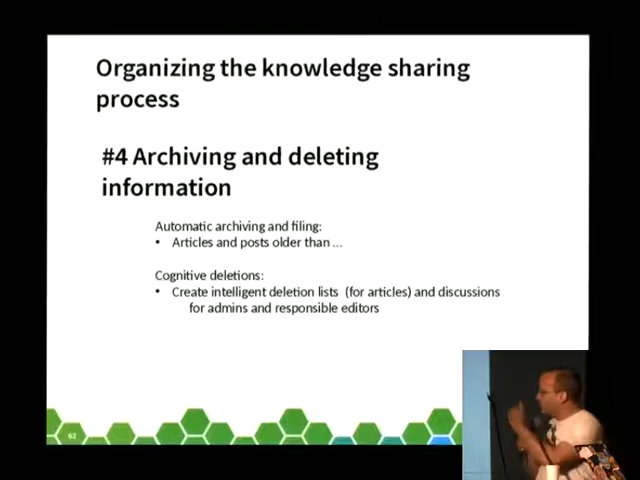 Organizing the knowledge sharing
process
#4 Archiving and deleting
information
Automatic archiving and filing:
• Articles and posts older than ...
Cognitive deletions:
• Create intelligent deletion lists (for articles) and discussions
for admins and responsible editors
62